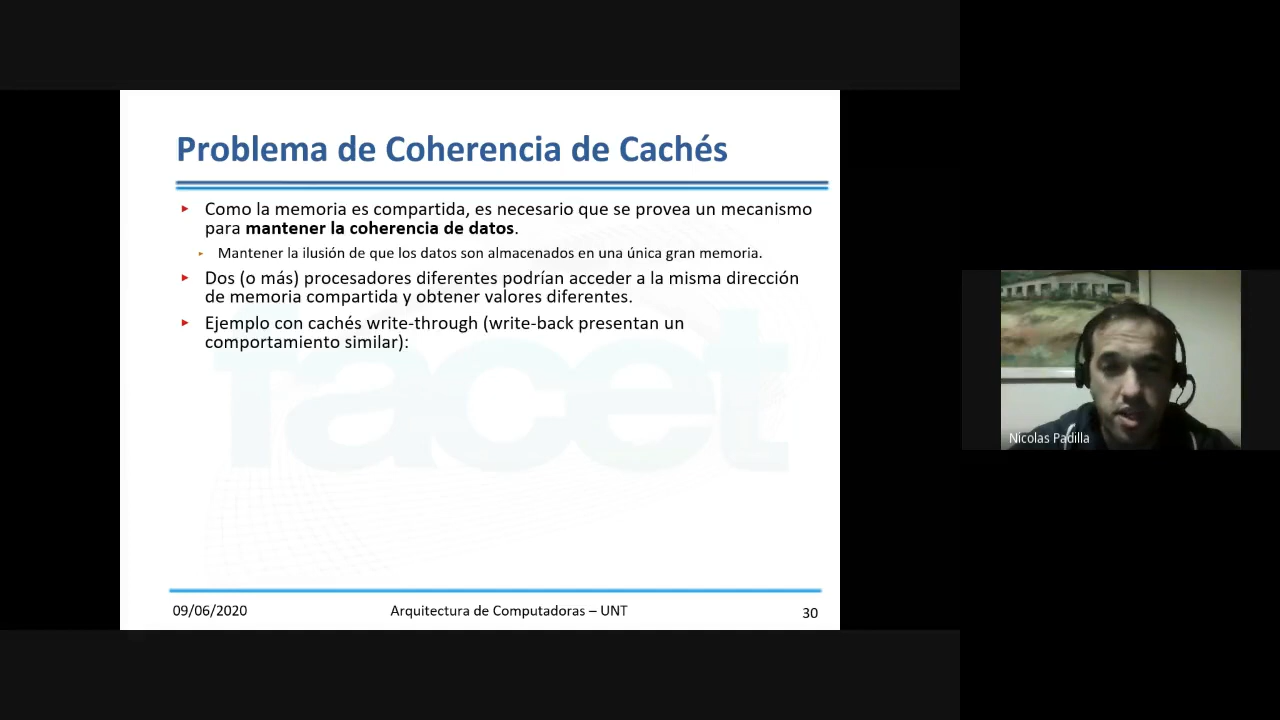 Problema de Coherencia de Cachés
Como la memoria es compartida, es necesario que se provea un mecanismo
para mantener la coherencia de datos.
Mantener la ilusión de que los datos son almacenados en una única gran memoria.
Dos (o más) procesadores diferentes podrían acceder a la misma dirección
de memoria compartida y obtener valores diferentes.
Ejemplo con cachés write-through (write-back presentan un
comportamiento similar):
facet
09/06/2020
Arquitectura de Computadoras – UNT
30
Nicolas Padilla